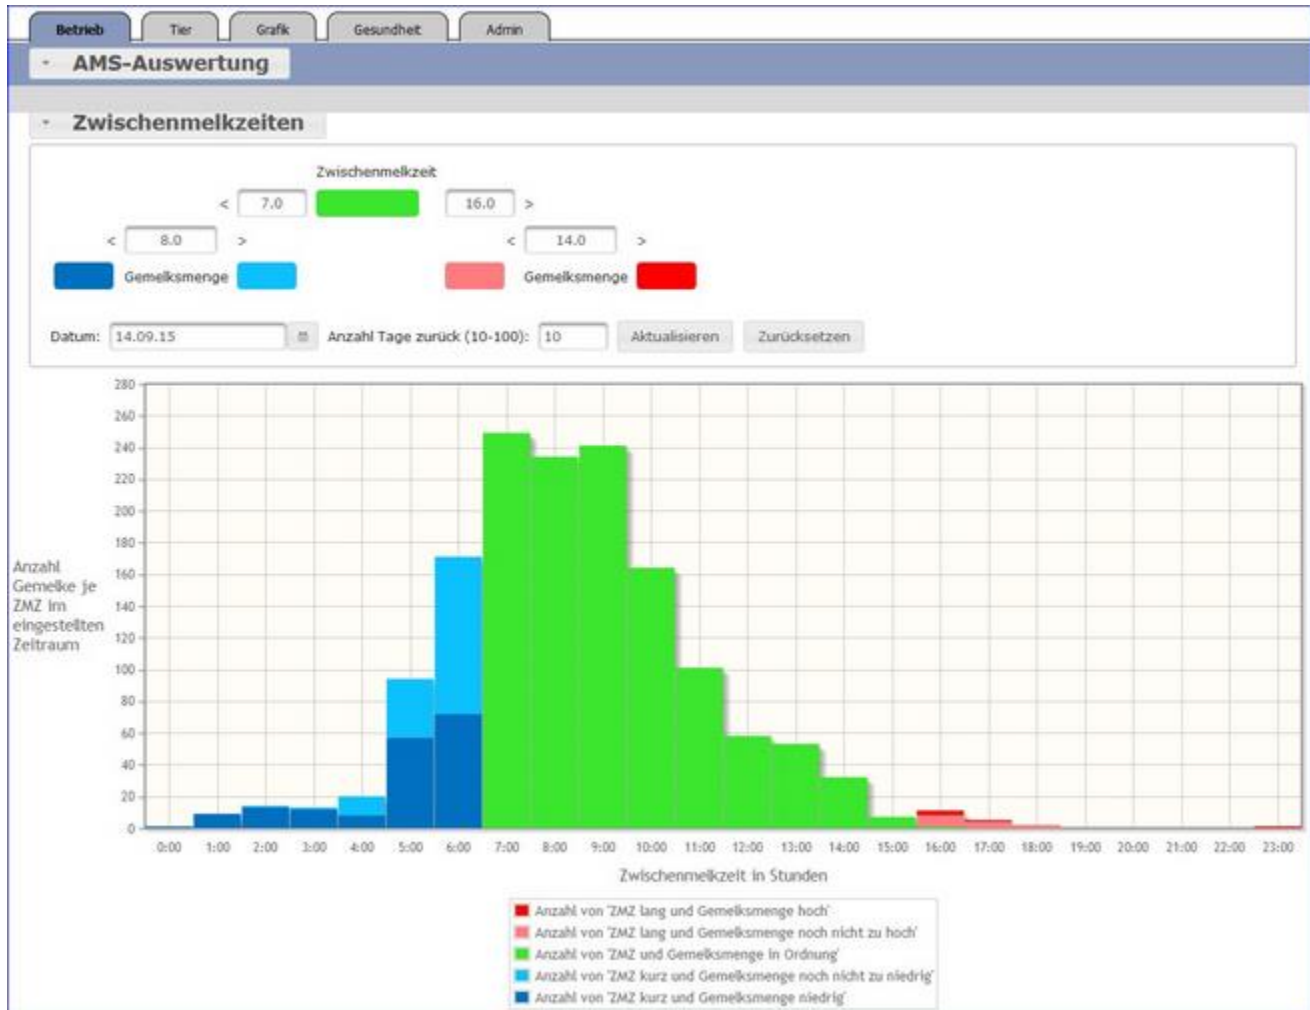 Betrieb Tier Grafik Gesundheit Admin
AMS-Auswertung
Zwischenmelkzeiten
Zwischenmelkzeit
< 7.0 16.0 >
< 8.0 > < 14.0 >
Gemelksmenge Gemelksmenge
Datum: 14.09.15 Anzahl Tage zurück (10-100): 10 Aktualisieren Zurücksetzen
280
260
240
220
200
180
160
140
120
100
80
60
40
20
0
Anzahl
Gemelke je
ZMZ im
eingestellten
Zeitraum
0:00 1:00 2:00 3:00 4:00 5:00 6:00 7:00 8:00 9:00 10:00 11:00 12:00 13:00 14:00 15:00 16:00 17:00 18:00 19:00 20:00 21:00 22:00 23:00
Zwischenmelkzeit in Stunden
Anzahl von 'ZMZ lang und Gemelksmenge hoch'
Anzahl von 'ZMZ lang und Gemelksmenge noch nicht zu hoch'
Anzahl von 'ZMZ und Gemelksmenge in Ordnung'
Anzahl von 'ZMZ kurz und Gemelksmenge noch nicht zu niedrig'
Anzahl von 'ZMZ kurz und Gemelksmenge niedrig'